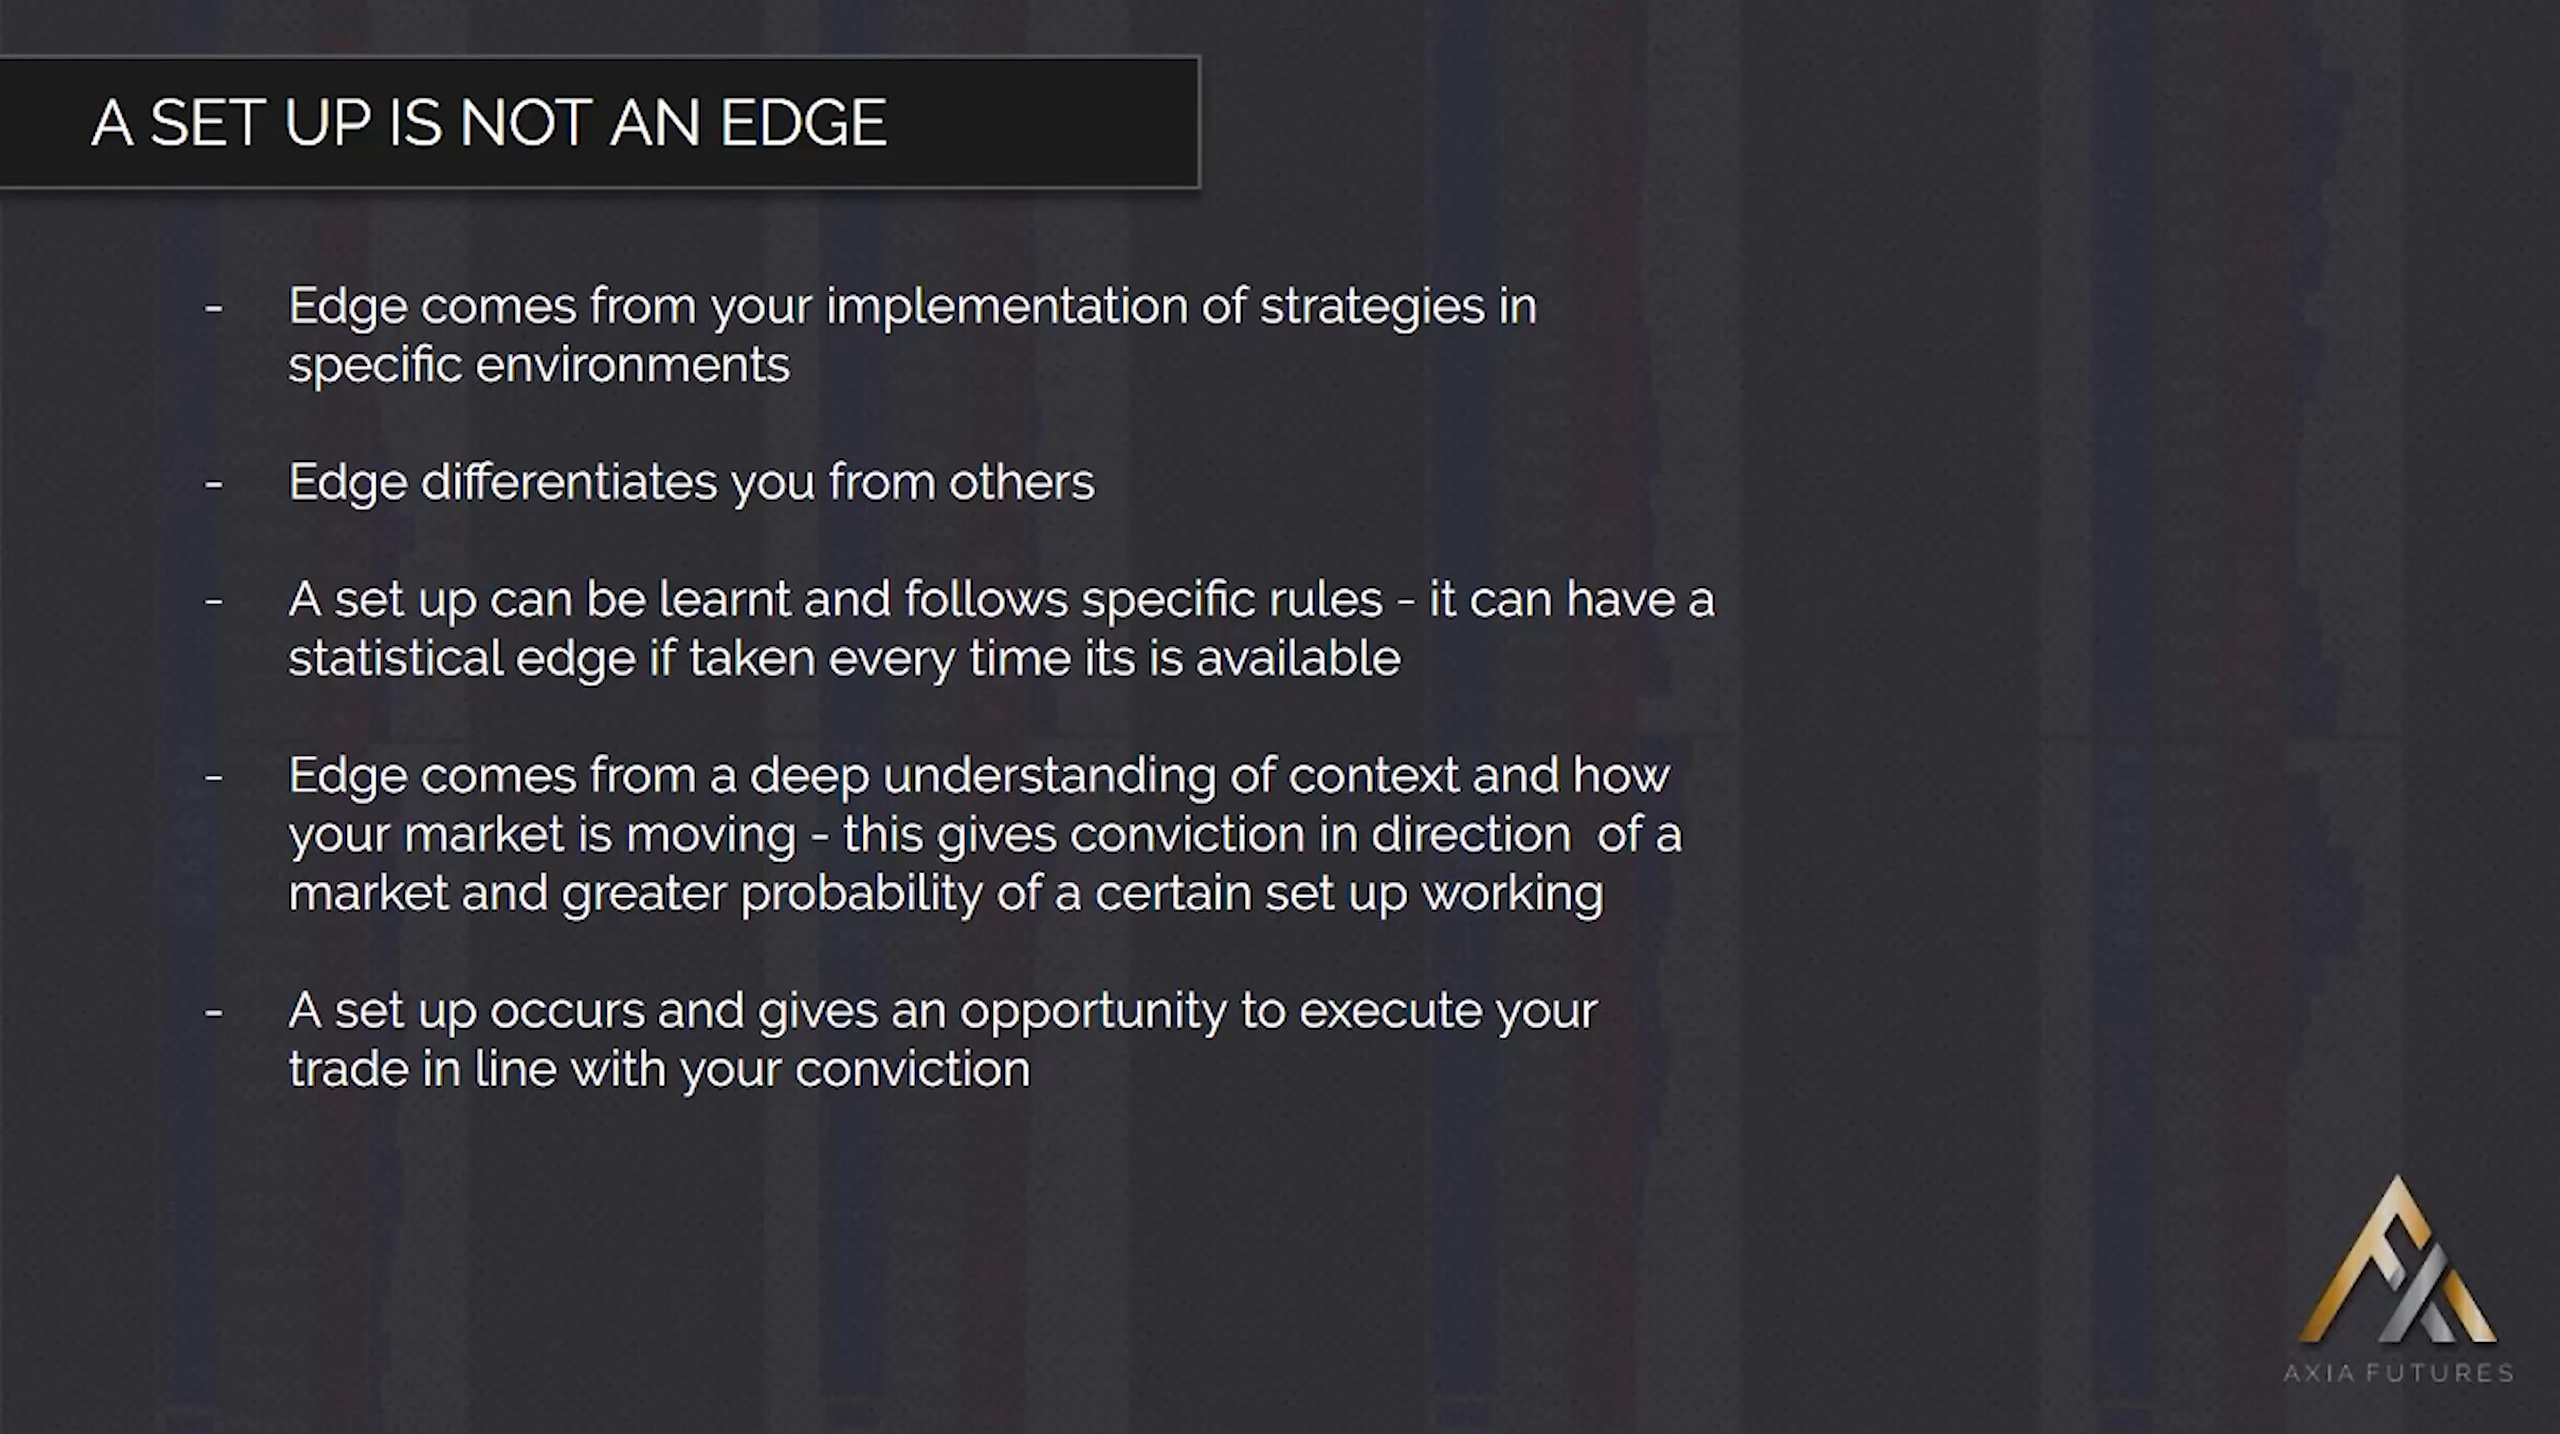 A SET UP IS NOT AN EDGE
- Edge comes from your implementation of strategies in
specific environments
- Edge differentiates you from others
- A set up can be learnt and follows specific rules - it can have a
statistical edge if taken every time its is available
- Edge comes from a deep understanding of context and how
your market is moving - this gives conviction in direction  of a
market and greater probability of a certain set up working
- A set up occurs and gives an opportunity to execute your
trade in line with your conviction
AXIA FUTURES